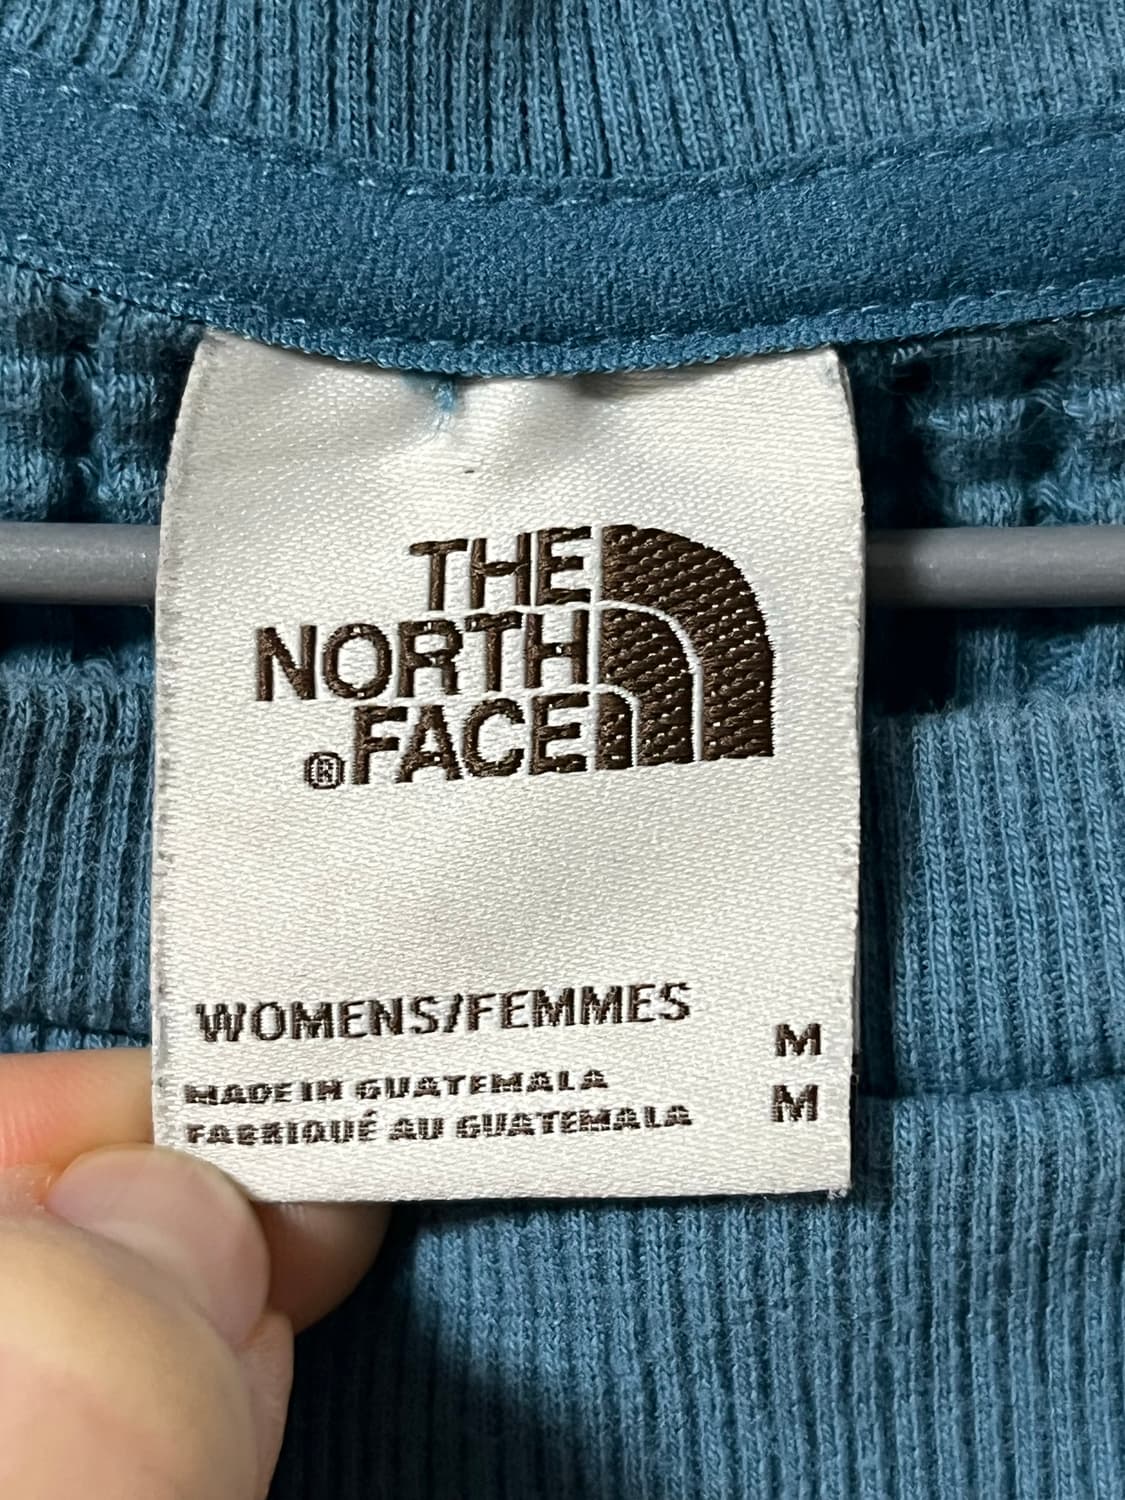 THE
NORTH
®FACE
WOMENS/FEMMES
M
MADE IN GUATEMALA
FABRIQUÉ AU GUATEMALA
M